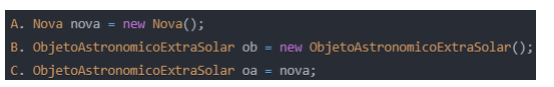 A. Nova nova = new Nova();
B. ObjetoAstronomicoExtraSolar ob = new ObjetoAstronomicoExtraSolar();
C. ObjetoAstronomicoExtraSolar oa = nova;